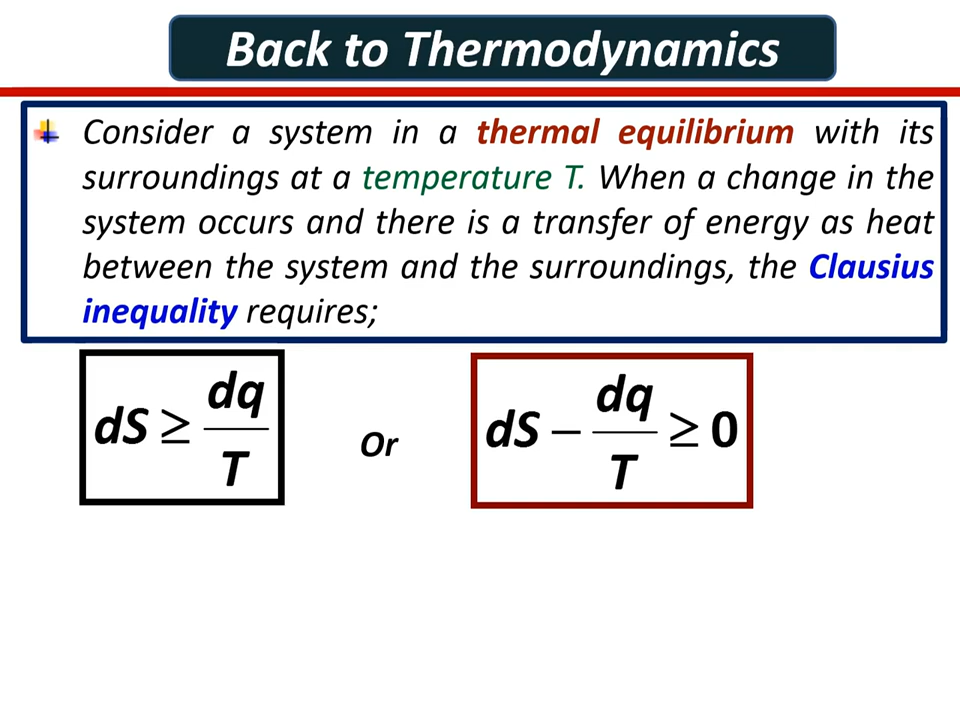 Back to Thermodynamics
Consider a system in a thermal equilibrium with its
surroundings at a temperature T. When a change in the
system occurs and there is a transfer of energy as heat
between the system and the surroundings, the Clausius
inequality requires;
dS ≥ dq/T Or dS − dq/T ≥ 0